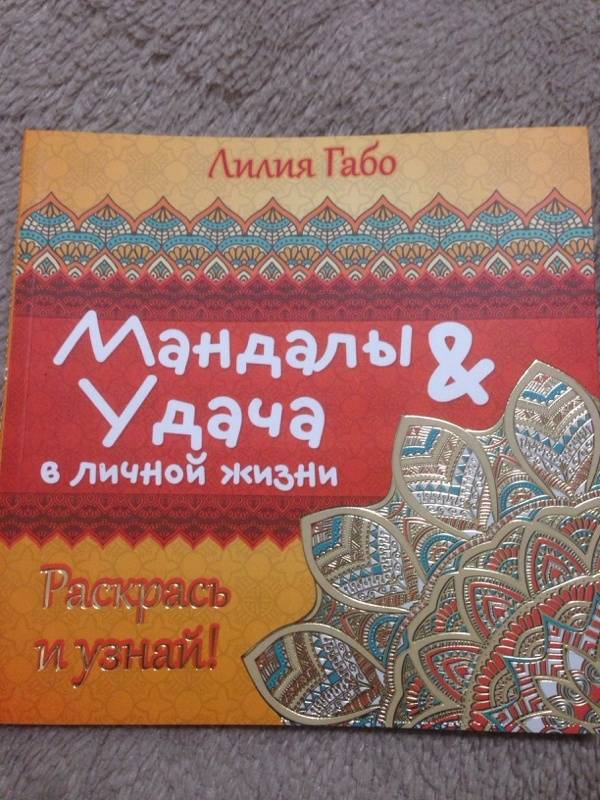 Лилия Габо
Мандалы &
Удача
в личной жизни
Раскрась
и узнай!